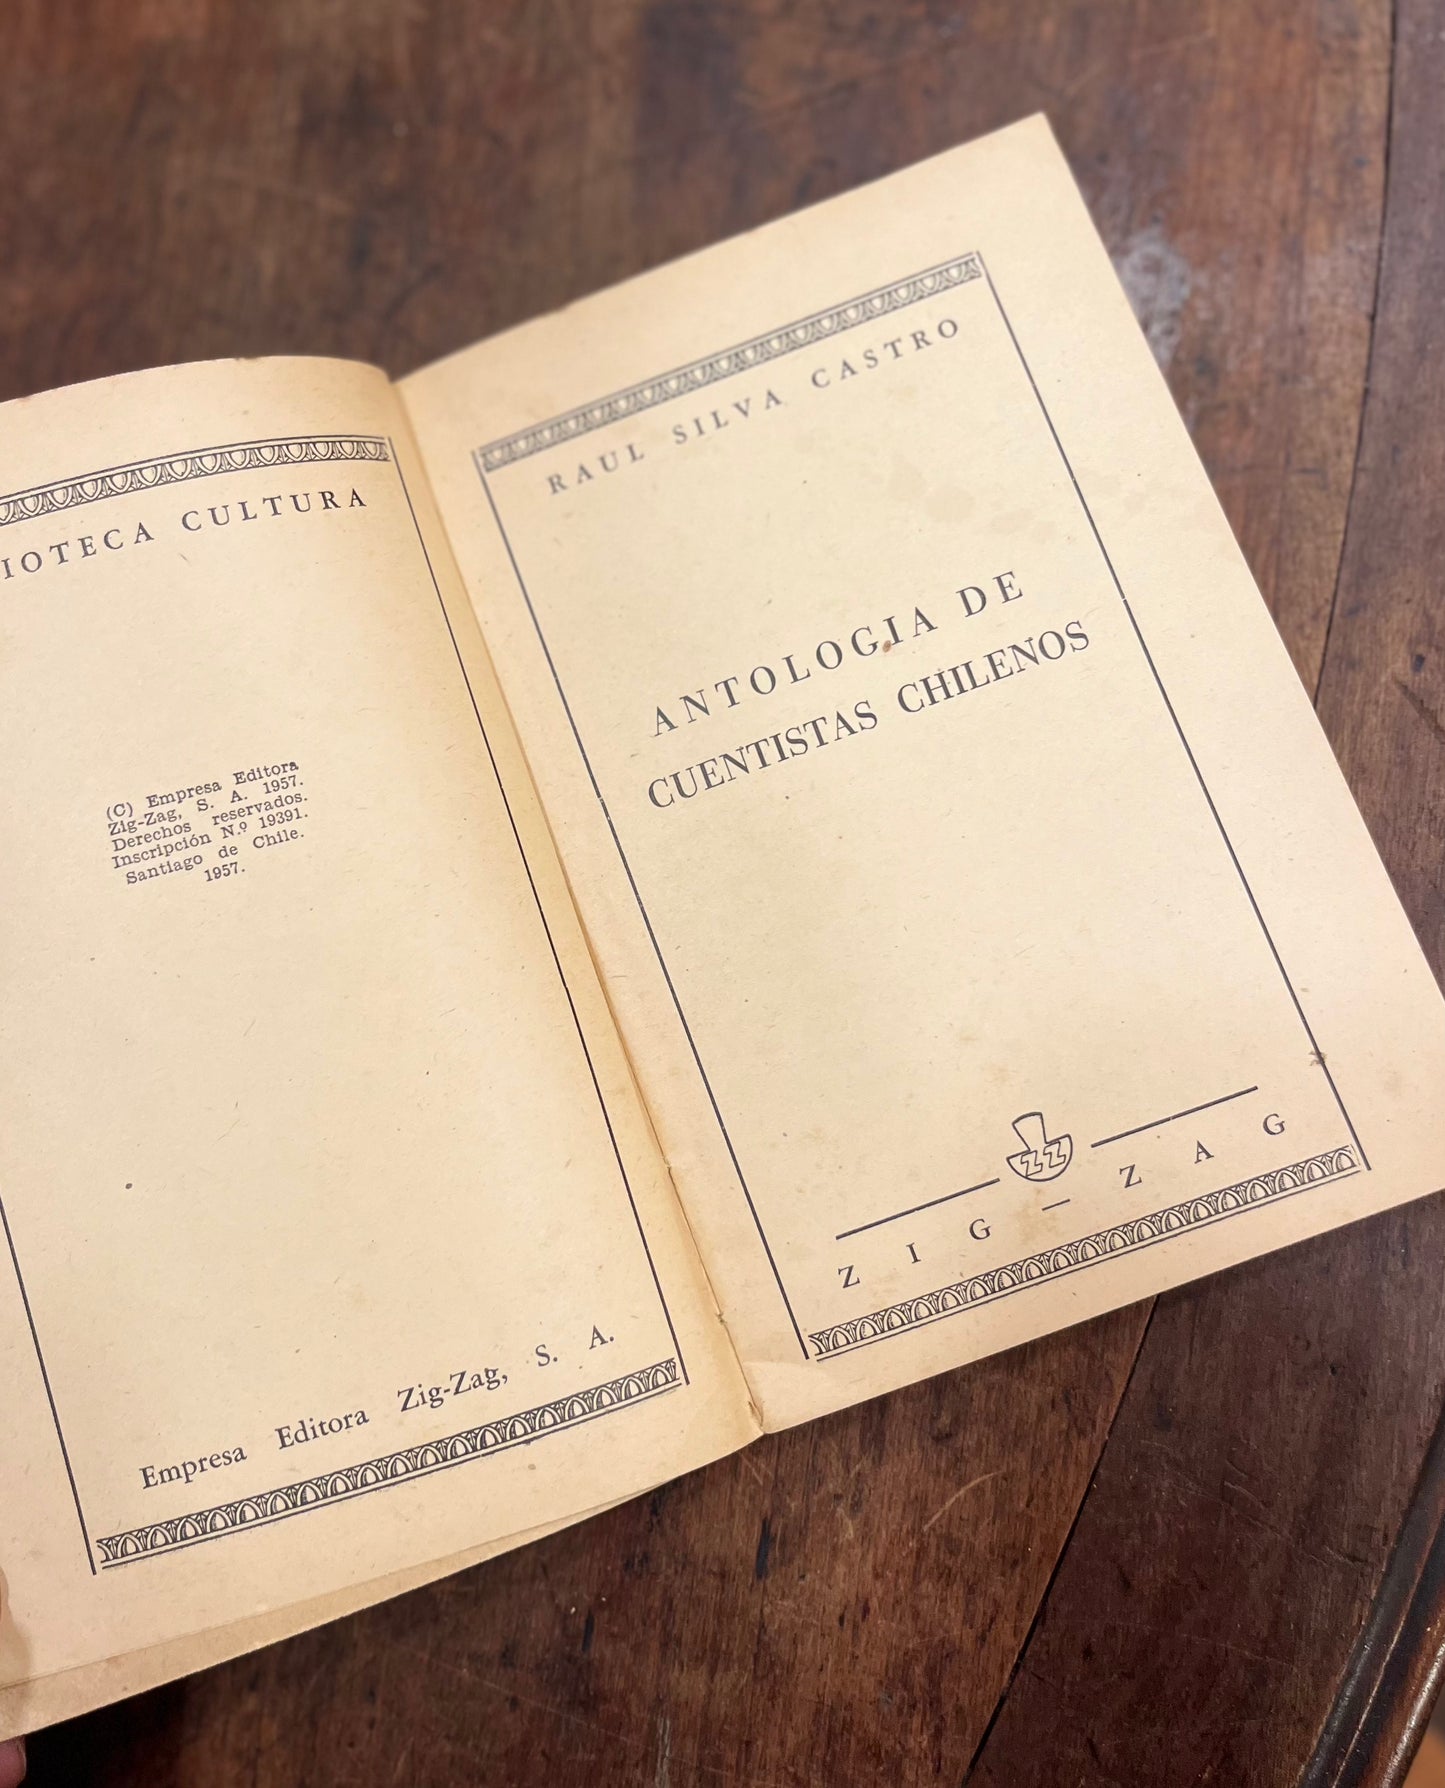 IOTECA CULTURA
(C) Empresa Editora
Zig-Zag, S. A. 1957.
Derechos reservados.
Inscripción N.º 19391.
Santiago de Chile.
1957.
Empresa Editora Zig-Zag, S. A.
RAUL SILVA CASTRO
ANTOLOGIA DE
CUENTISTAS CHILENOS
ZZ
ZIG-ZAG